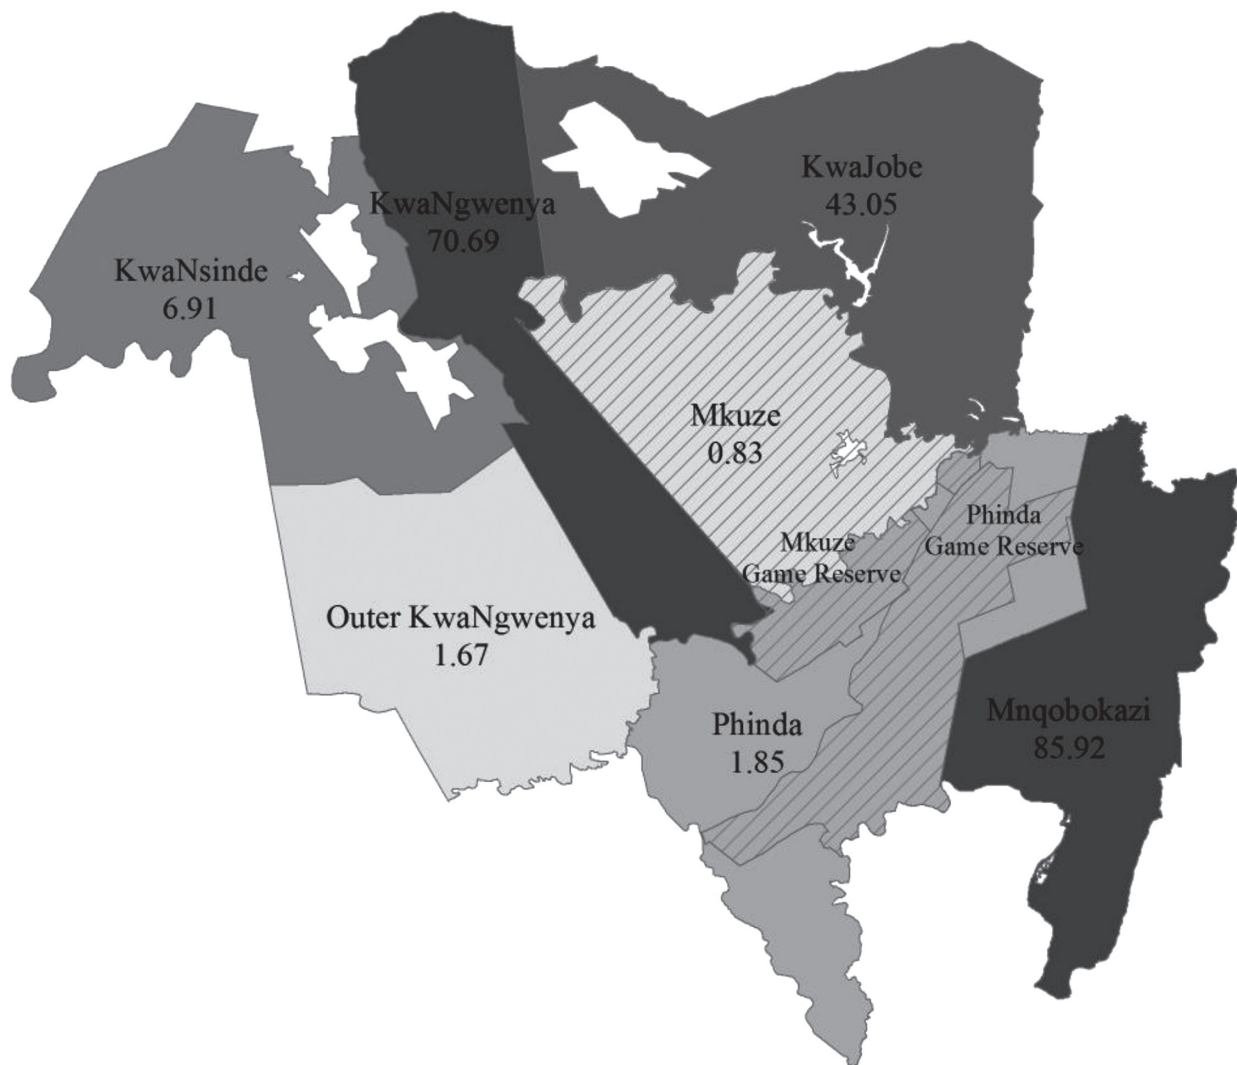 KwaJobe
43.05
KwaNgwenya
70.69
KwaNsinde
6.91
Mkuze
0.83
Phinda
Game Reserve
Mkuze
Game Reserve
Outer KwaNgwenya
1.67
Phinda
1.85
Mnqobokazi
85.92